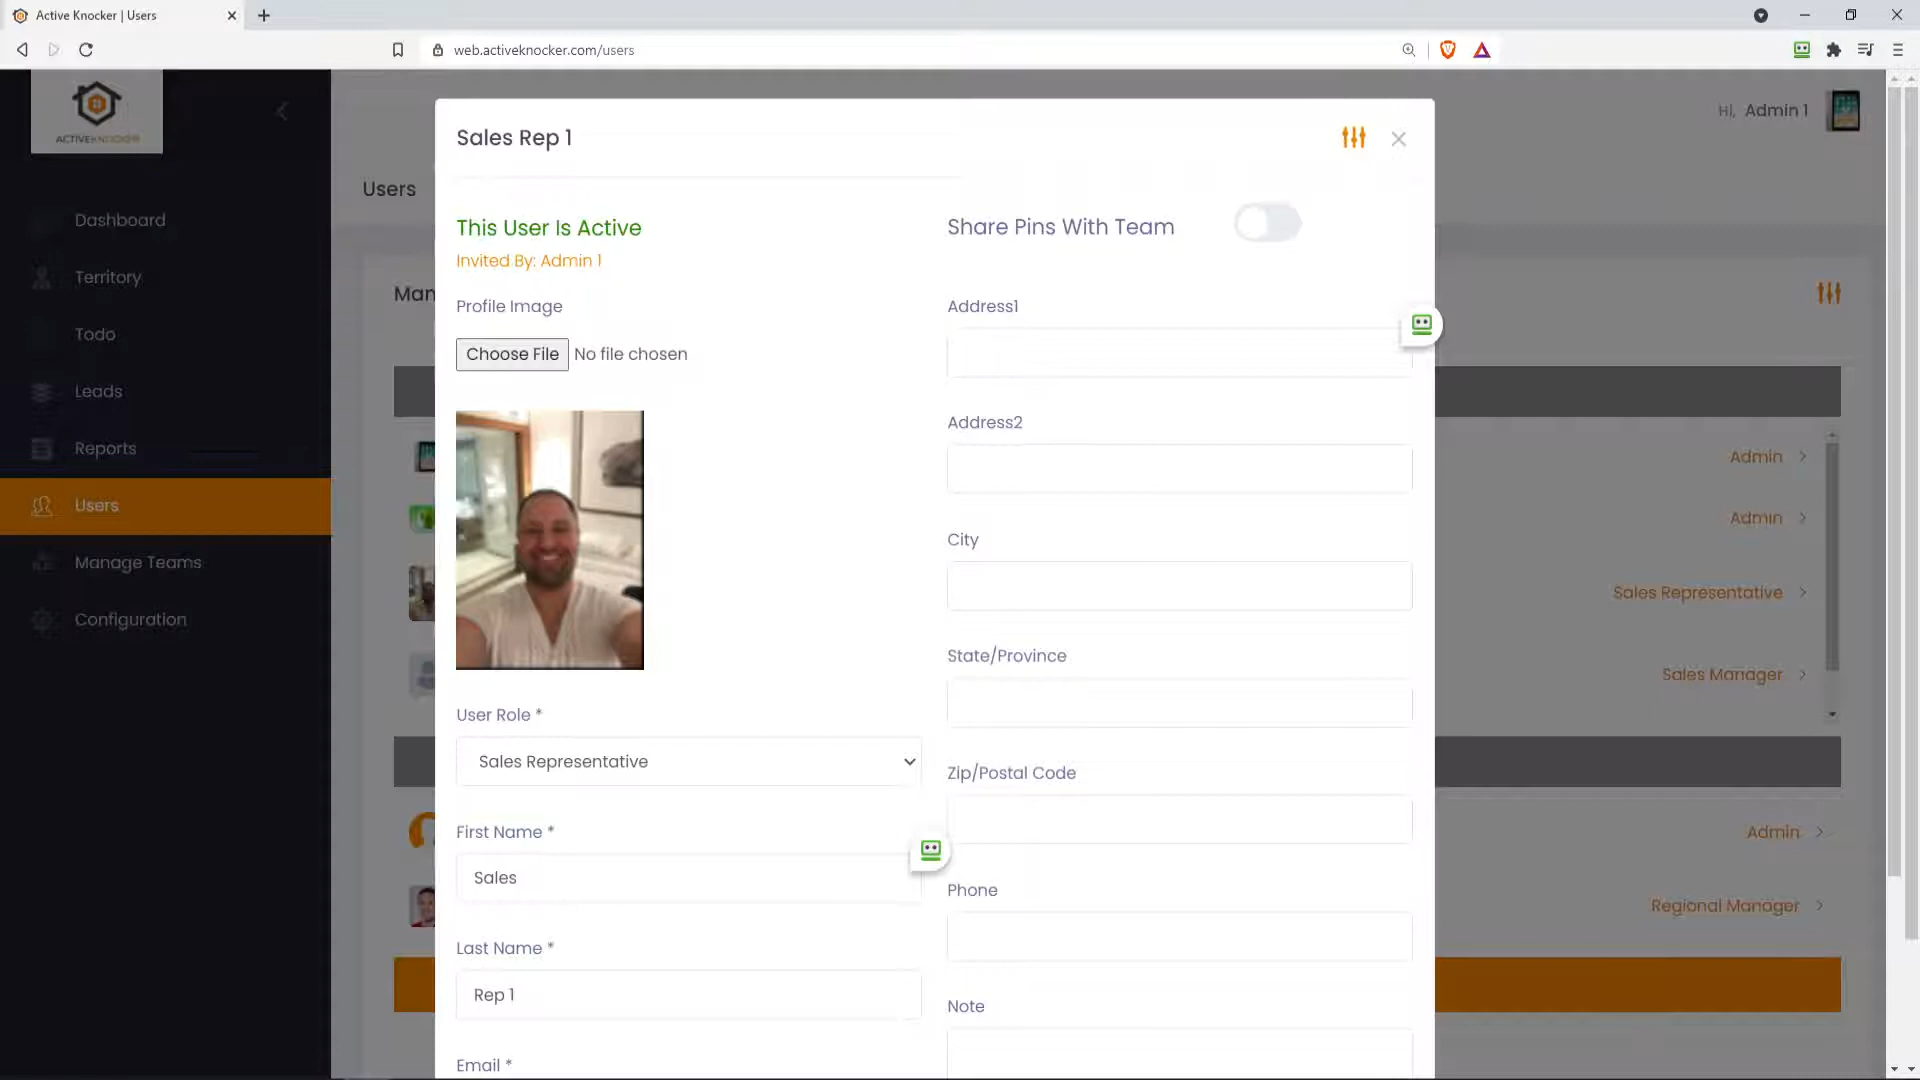 Active Knocker | Users
web.activeknocker.com/users
ACTIVEKNOCKER
Hi, Admin 1
Users
Dashboard
Territory
Todo
Leads
Reports
Users
Manage Teams
Configuration
Man
Sales Rep 1
This User Is Active
Invited By: Admin 1
Profile Image
Choose File No file chosen
User Role *
Sales Representative
First Name *
Sales
Last Name *
Rep 1
Email *
Share Pins With Team
Address1
Address2
City
State/Province
Zip/Postal Code
Phone
Note
Admin
Admin
Sales Representative
Sales Manager
Admin
Regional Manager